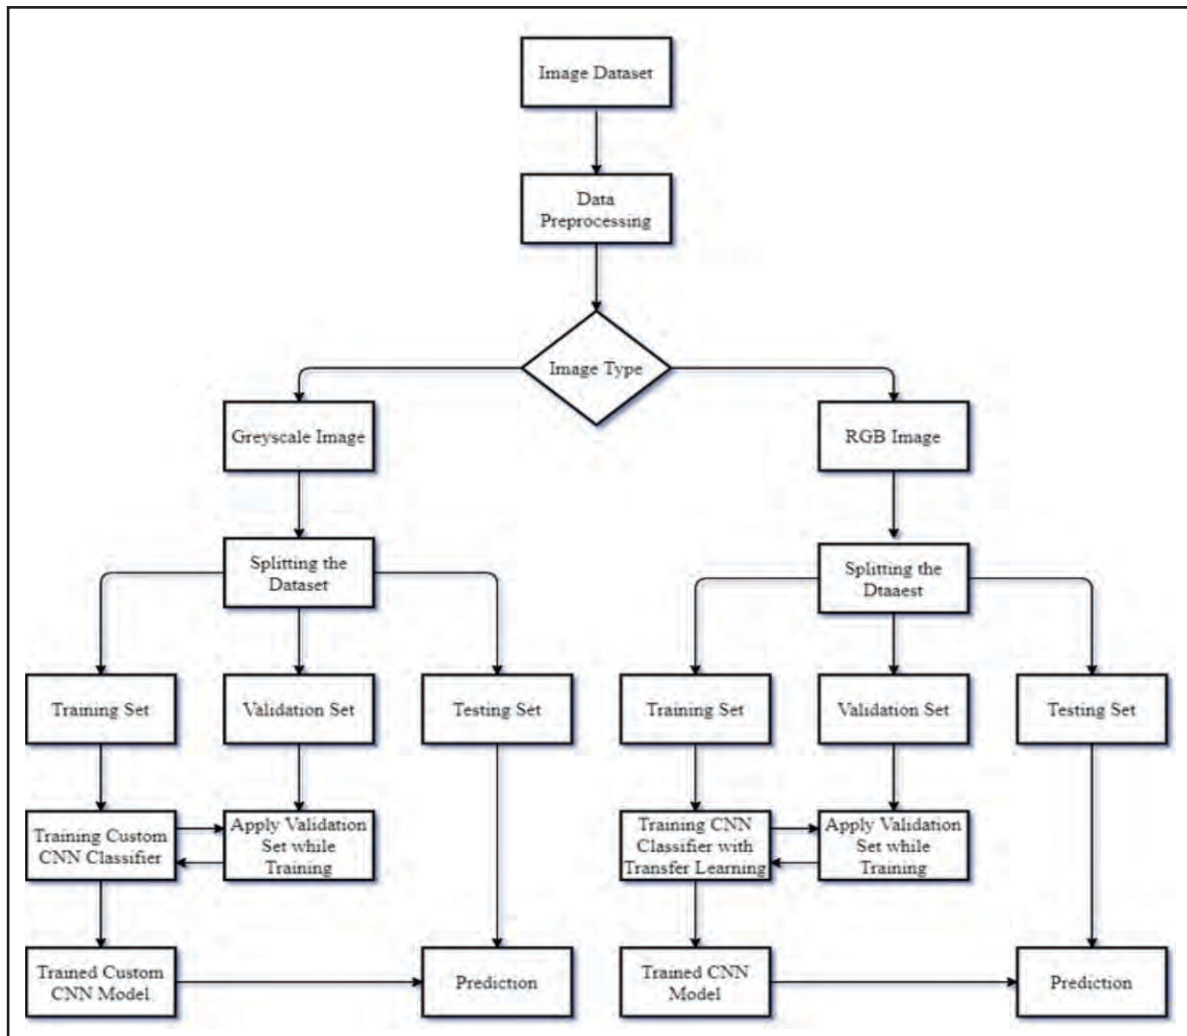 Image Dataset
Data
Preprocessing
Image Type
Greyscale Image
RGB Image
Splitting the
Dataset
Splitting the
Dtaaest
Training Set
Validation Set
Testing Set
Training Set
Validation Set
Testing Set
Training Custom
CNN Classifier
Apply Validation
Set while
Training
Training CNN
Classifier with
Transfer Learning
Apply Validation
Set while
Training
Trained Custom
CNN Model
Prediction
Trained CNN
Model
Prediction